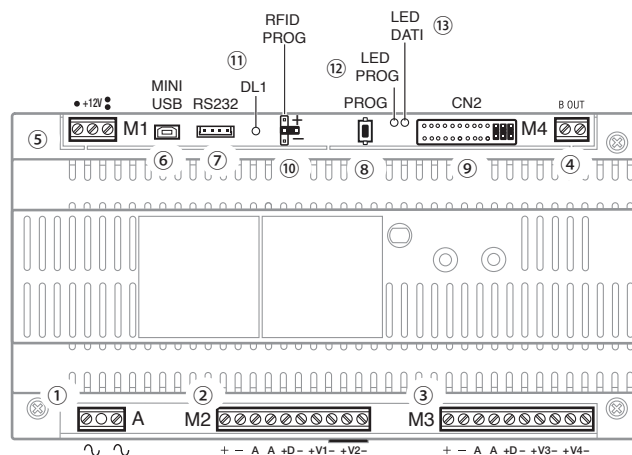 RFID
PROG
LED
DATI
⑬
⑪
LED
PROG
⑫
MINI
USB
RS232
DL1
PROG
CN2
● +12V
B OUT
⑤
M1
+
−
M4
⑥
⑦
⑩
⑧
⑨
④
①
②
③
A
M2
M3
+ − A A +D− +V1− +V2−
+ − A A +D− +V3− +V4−